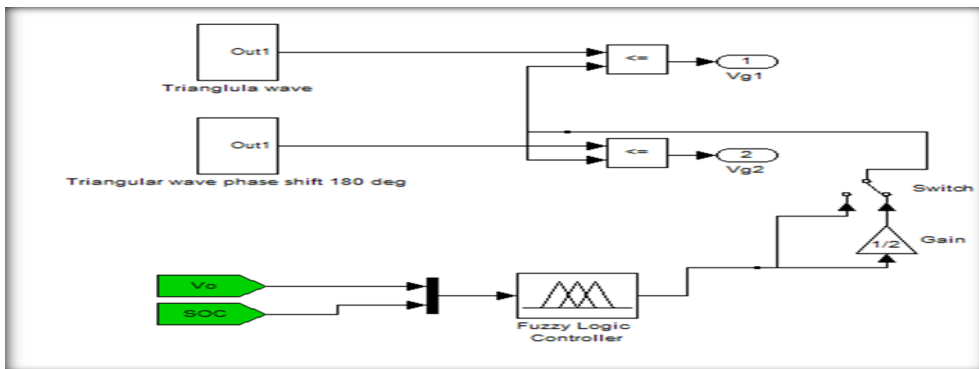 Out1
<=
1
Trianglula wave
Vg1
Out1
<=
2
Triangular wave phase shift 180 deg
Vg2
Switch
1/2
Gain
Vo
SOC
Fuzzy Logic
Controller